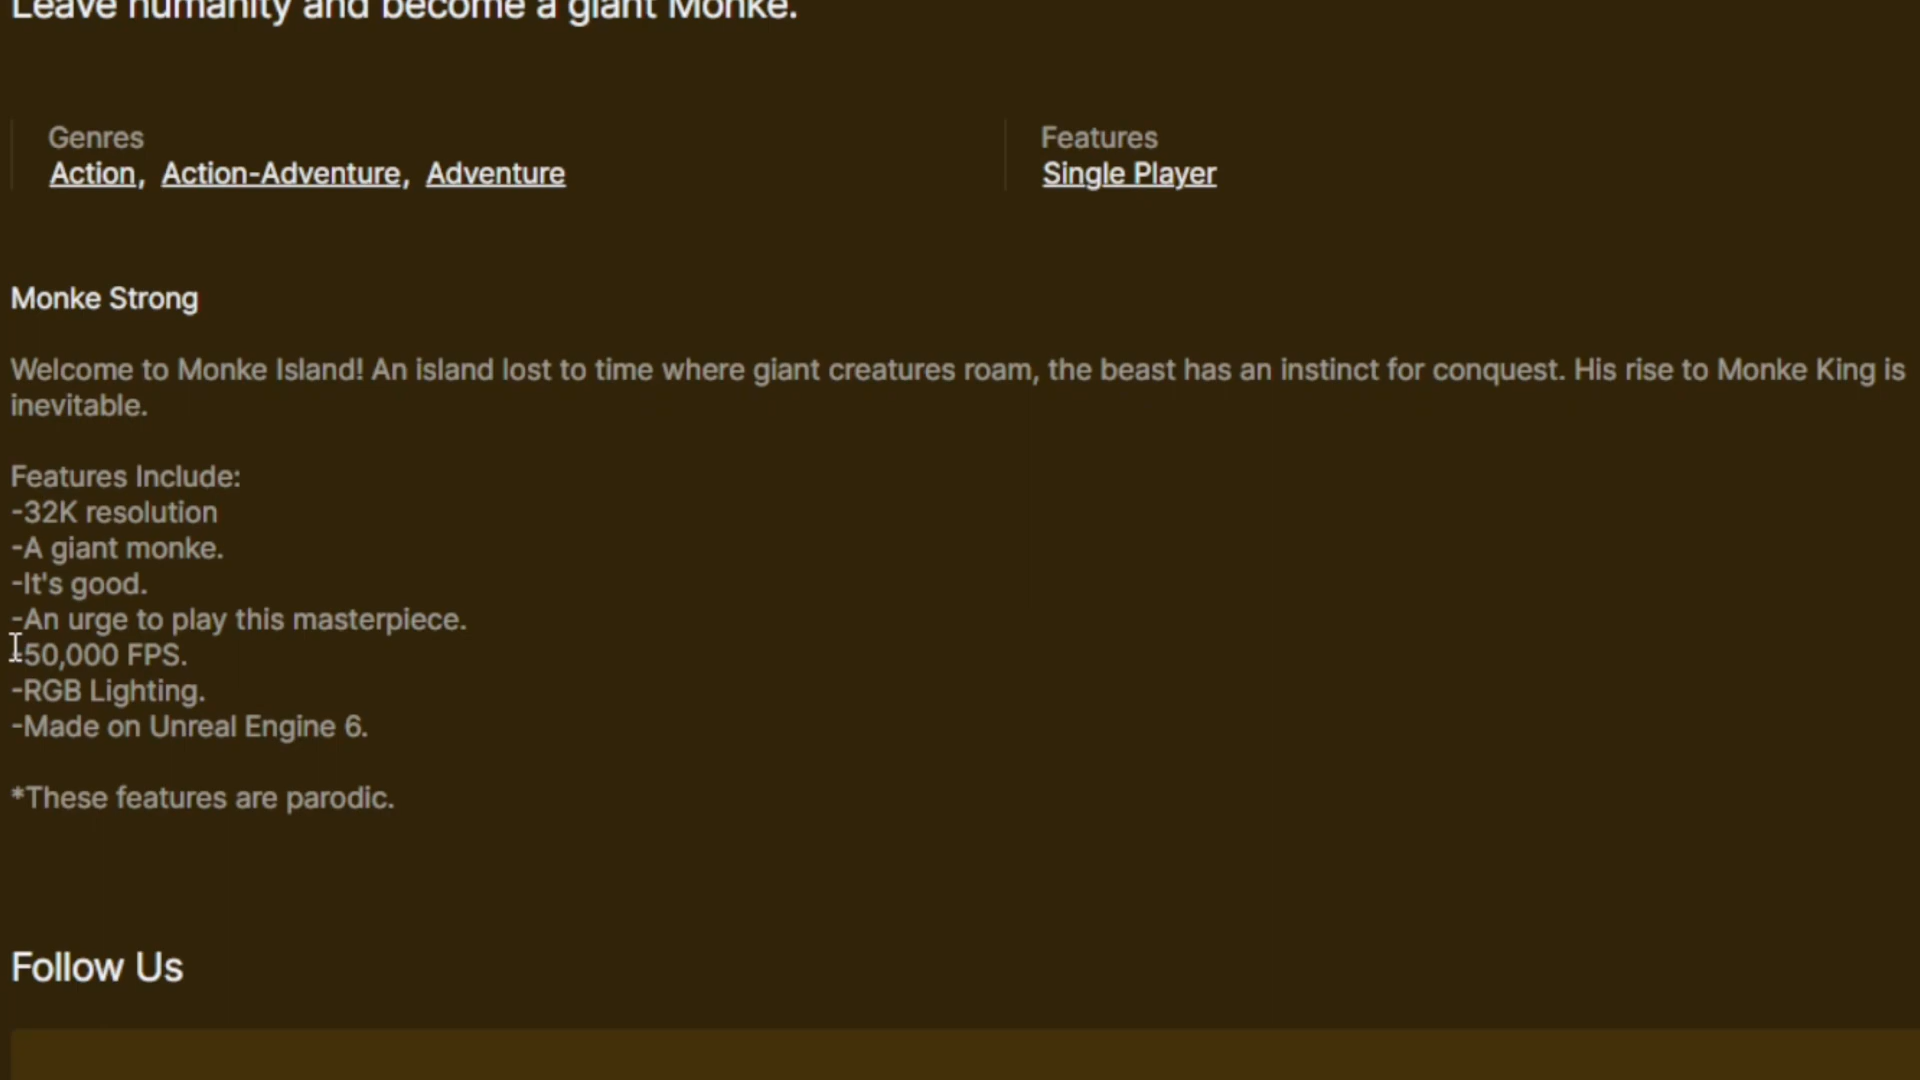 Leave humanity and become a giant Monke.
Genres
Features
Action, Action-Adventure, Adventure
Single Player
Monke Strong
Welcome to Monke Island! An island lost to time where giant creatures roam, the beast has an instinct for conquest. His rise to Monke King is
inevitable.
Features Include:
-32K resolution
-A giant monke.
-It's good.
-An urge to play this masterpiece.
-50,000 FPS.
-RGB Lighting.
-Made on Unreal Engine 6.
*These features are parodic.
Follow Us